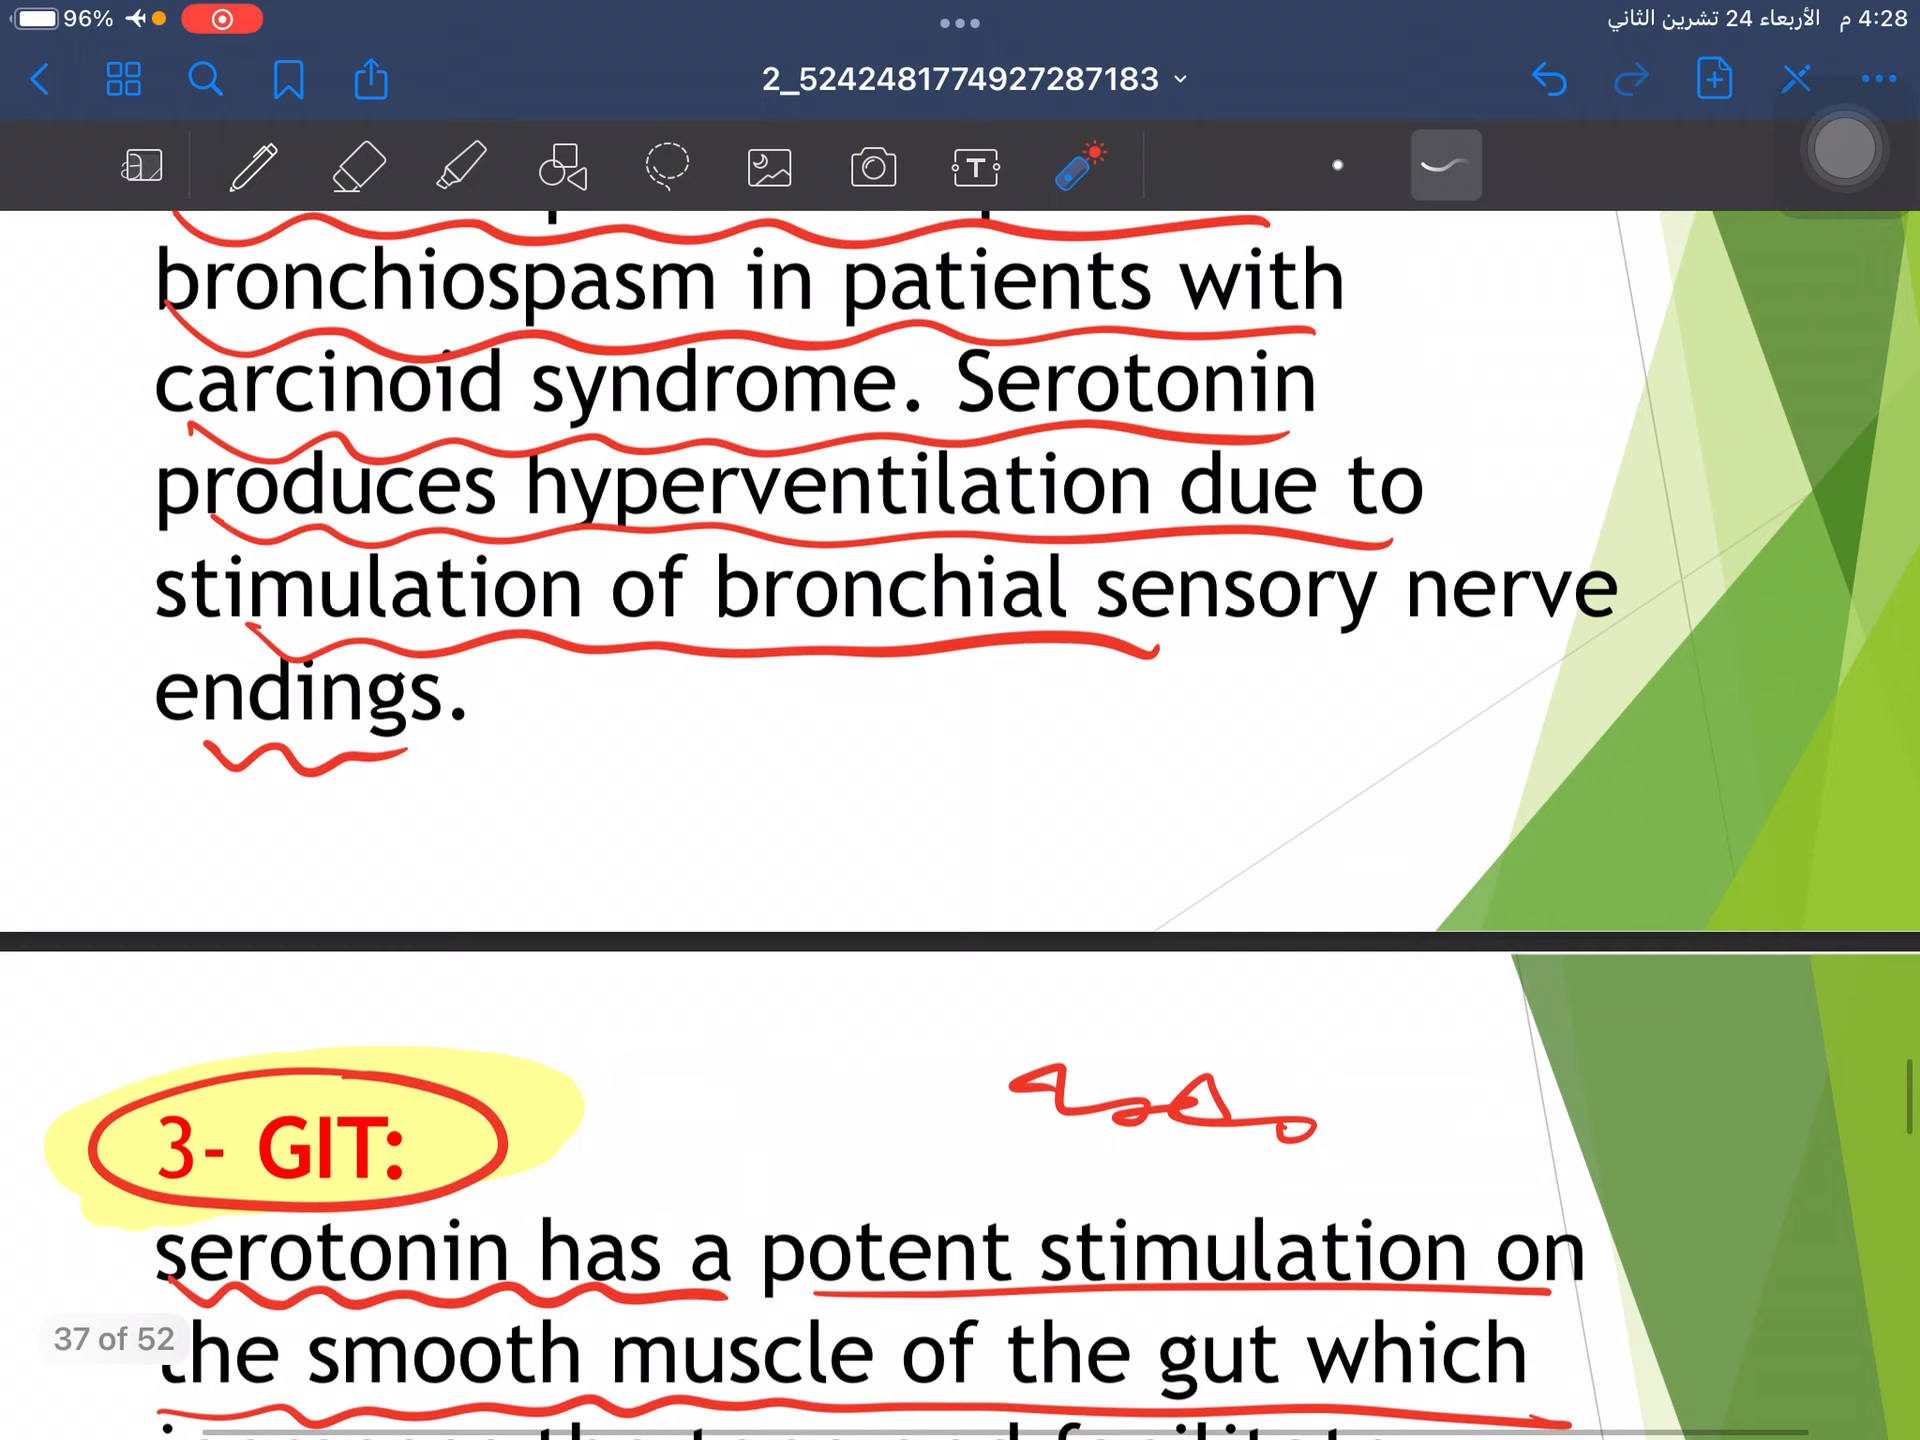 96%
4:28 م الأربعاء 24 تشرين الثاني
2_5242481774927287183
bronchiospasm in patients with
carcinoid syndrome. Serotonin
produces hyperventilation due to
stimulation of bronchial sensory nerve
endings.
3- GIT:
serotonin has a potent stimulation on
37 of 52
the smooth muscle of the gut which